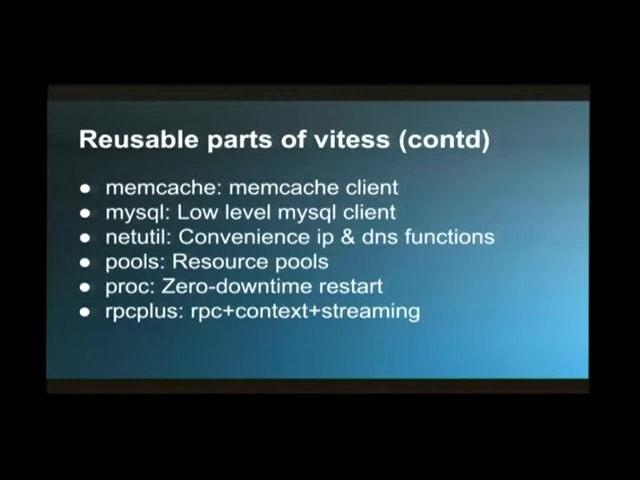 Reusable parts of vitess (contd)
● memcache: memcache client
● mysql: Low level mysql client
● netutil: Convenience ip & dns functions
● pools: Resource pools
● proc: Zero-downtime restart
● rpcplus: rpc+context+streaming